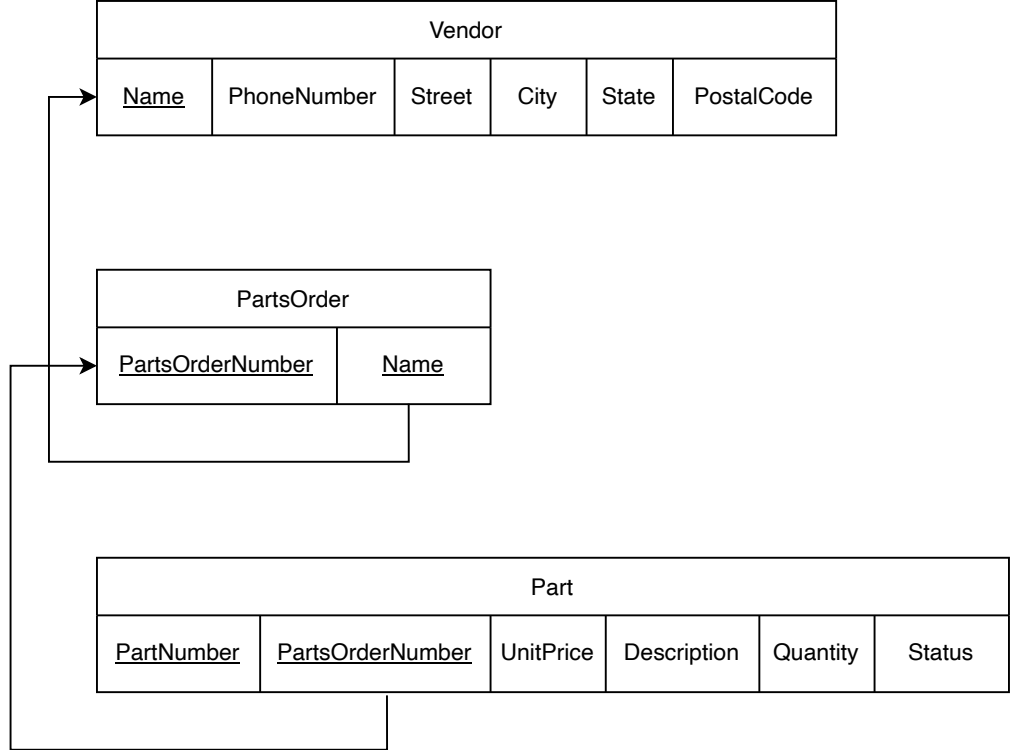 Vendor
Name PhoneNumber Street City State PostalCode
PartsOrder
PartsOrderNumber Name
Part
PartNumber PartsOrderNumber UnitPrice Description Quantity Status